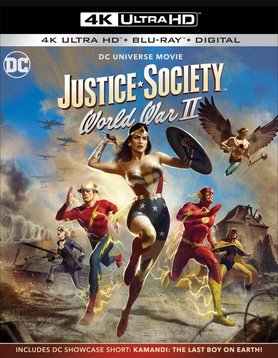 4K ULTRA HD
4K ULTRA HD + BLU-RAY + DIGITAL
DC
DC UNIVERSE MOVIE
JUSTICE★SOCIETY
World War II
INCLUDES DC SHOWCASE SHORT: KAMANDI: THE LAST BOY ON EARTH!